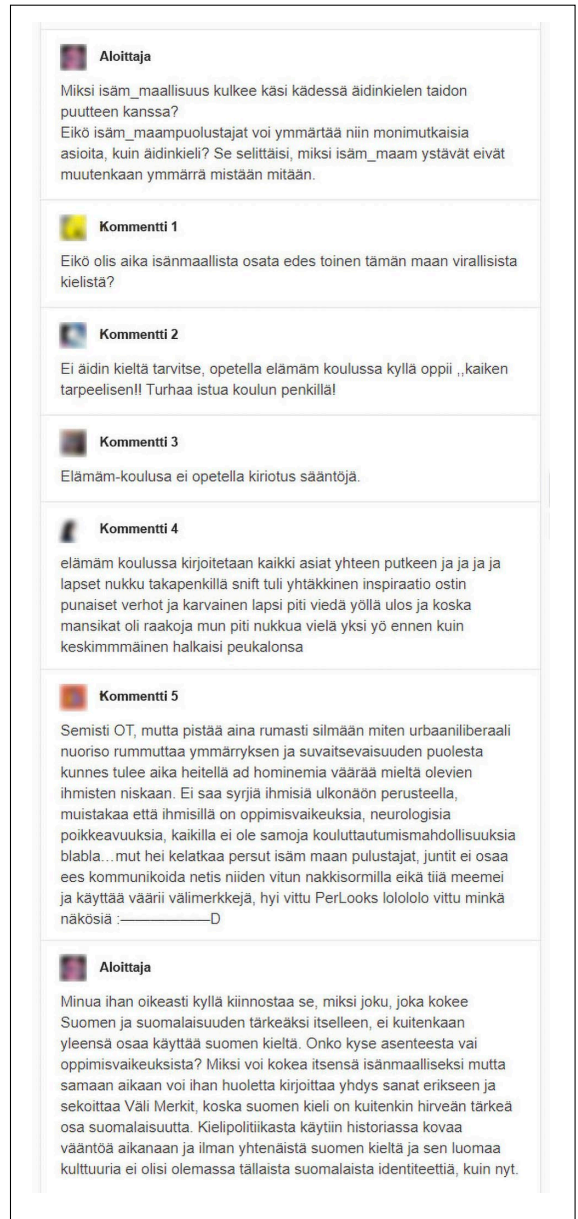 Aloittaja
Miksi isäm_maallisuus kulkee käsi kädessä äidinkielen taidon
puutteen kanssa?
Eikö isäm_maampuolustajat voi ymmärtää niin monimutkaisia
asioita, kuin äidinkieli? Se selittäisi, miksi isäm_maam ystävät eivät
muutenkaan ymmärrä mistään mitään.
Kommentti 1
Eikö olis aika isänmaallista osata edes toinen tämän maan virallisista
kielistä?
Kommentti 2
Ei äidin kieltä tarvitse, opetella elämäm koulussa kyllä oppii ,,kaiken
tarpeelisen!! Turhaa istua koulun penkillä!
Kommentti 3
Elämäm-koulusa ei opetella kiriotus sääntöjä.
Kommentti 4
elämäm koulussa kirjoitetaan kaikki asiat yhteen putkeen ja ja ja ja
lapset nukku takapenkillä snift tuli yhtäkkinen inspiraatio ostin
punaiset verhot ja karvainen lapsi piti viedä yöllä ulos ja koska
mansikat oli raakoja mun piti nukkua vielä yksi yö ennen kuin
keskimmmäinen halkaisi peukalonsa
Kommentti 5
Semisti OT, mutta pistää aina rumasti silmään miten urbaaniliberaali
nuoriso rummuttaa ymmärryksen ja suvaitsevaisuuden puolesta
kunnes tulee aika heitellä ad hominemia väärää mieltä olevien
ihmisten niskaan. Ei saa syrjiä ihmisiä ulkonäön perusteella,
muistakaa että ihmisillä on oppimisvaikeuksia, neurologisia
poikkeavuuksia, kaikilla ei ole samoja kouluttautumismahdollisuuksia
blabla...mut hei kelatkaa persut isäm maan pulustajat, juntit ei osaa
ees kommunikoida netis niiden vitun nakkisormilla eikä tiiä meemei
ja käyttää väärii välimerkkejä, hyi vittu PerLooks lolololo vittu minkä
näkösiä :——————D
Aloittaja
Minua ihan oikeasti kyllä kiinnostaa se, miksi joku, joka kokee
Suomen ja suomalaisuuden tärkeäksi itselleen, ei kuitenkaan
yleensä osaa käyttää suomen kieltä. Onko kyse asenteesta vai
oppimisvaikeuksista? Miksi voi kokea itsensä isänmaalliseksi mutta
samaan aikaan voi ihan huoletta kirjoittaa yhdys sanat erikseen ja
sekoittaa Väli Merkit, koska suomen kieli on kuitenkin hirveän tärkeä
osa suomalaisuutta. Kielipolitiikasta käytiin historiassa kovaa
vääntöä aikanaan ja ilman yhtenäistä suomen kieltä ja sen luomaa
kulttuuria ei olisi olemassa tällaista suomalaista identiteettiä, kuin nyt.